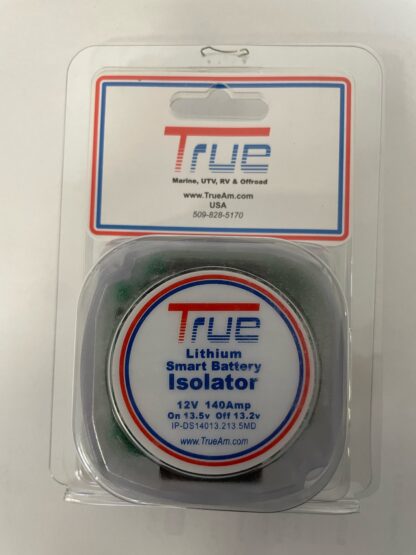 True
Marine, UTV, RV & Offroad
www.TrueAm.com
USA
509-828-5170
True
Lithium
Smart Battery
Isolator
12V 140Amp
On 13.5v Off 13.2v
IP-DS14013.213.5MD
www.TrueAm.com